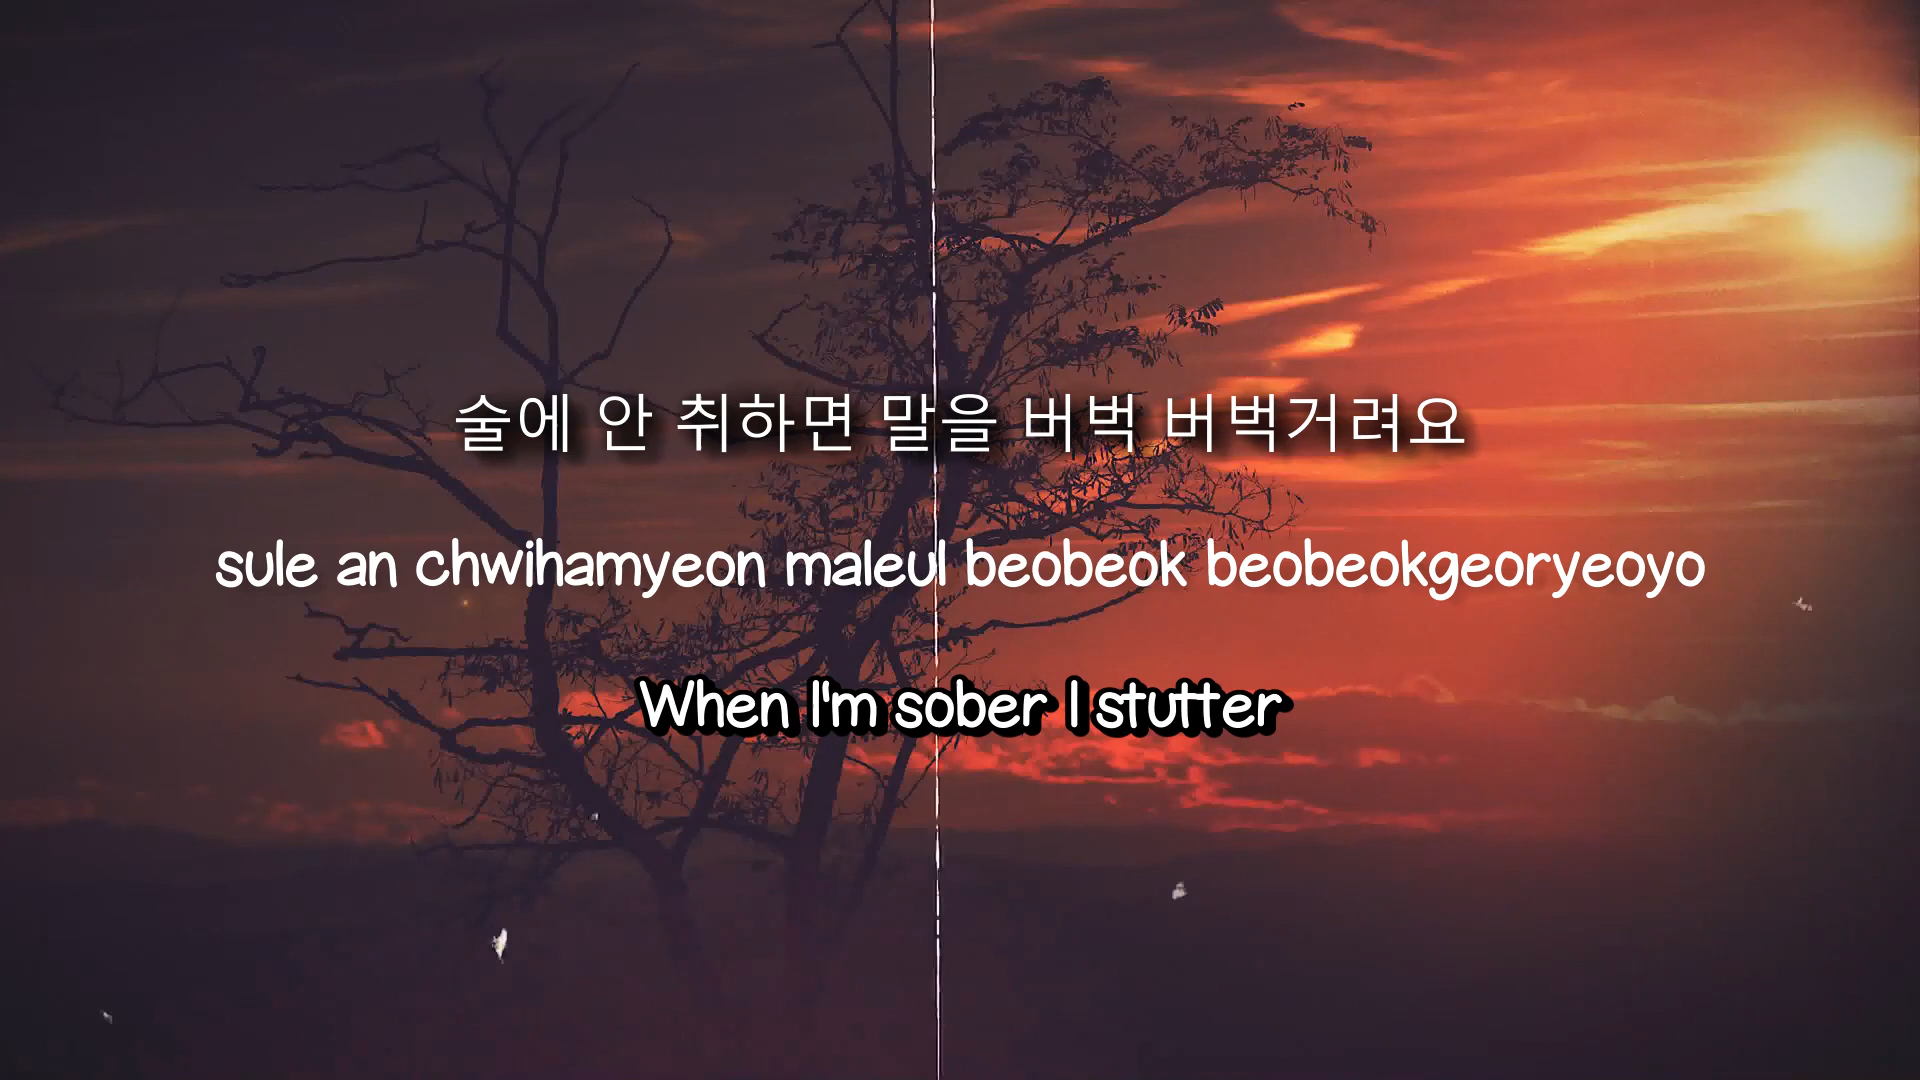 술에 안 취하면 말을 버벅 버벅거려요
sule an chwihamyeon maleul beobeok beobeokgeoryeoyo
When I'm sober I stutter